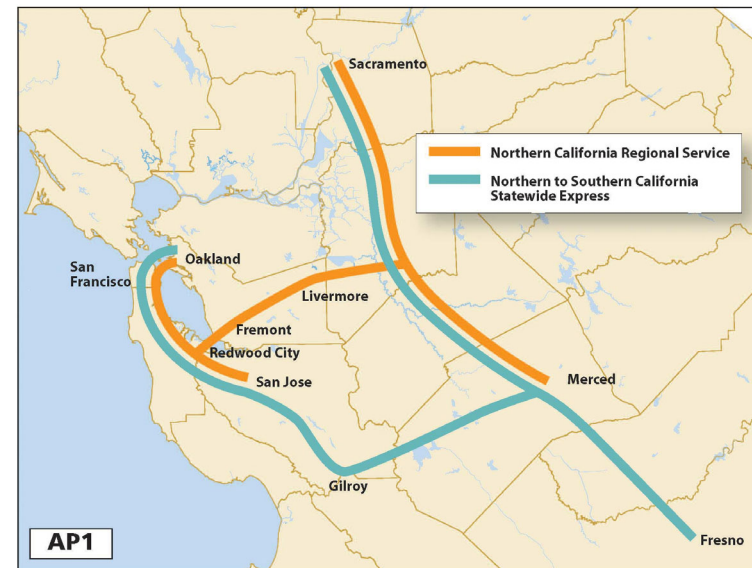 Sacramento
Northern California Regional Service
Northern to Southern California
Statewide Express
Oakland
San
Francisco
Livermore
Fremont
Redwood City
San Jose
Merced
Gilroy
Fresno
AP1